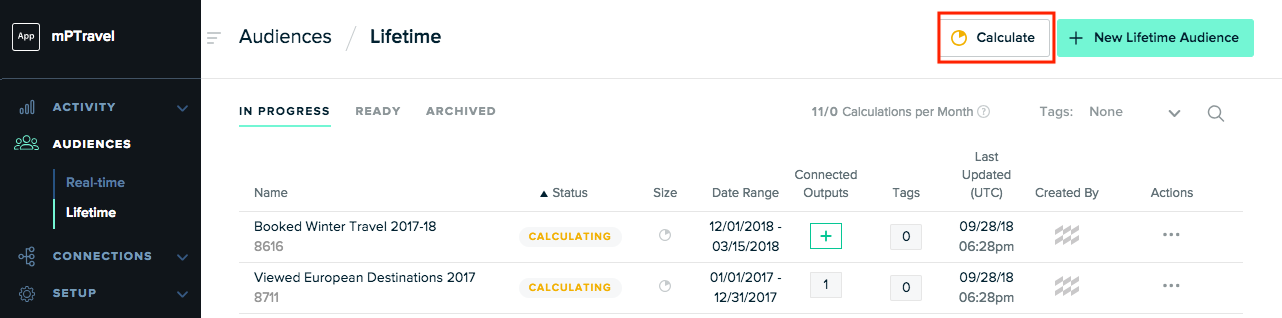 App mPTravel
Audiences / Lifetime
Calculate
+ New Lifetime Audience
ACTIVITY
AUDIENCES
Real-time
Lifetime
CONNECTIONS
SETUP
IN PROGRESS READY ARCHIVED
11/0 Calculations per Month ?
Tags: None
Name
▲ Status
Size
Date Range
Connected
Outputs
Tags
Last
Updated
(UTC)
Created By
Actions
Booked Winter Travel 2017-18
8616
CALCULATING
12/01/2018 -
03/15/2018
+
0
09/28/18
06:28pm
...
Viewed European Destinations 2017
8711
CALCULATING
01/01/2017 -
12/31/2017
1
0
09/28/18
06:28pm
...